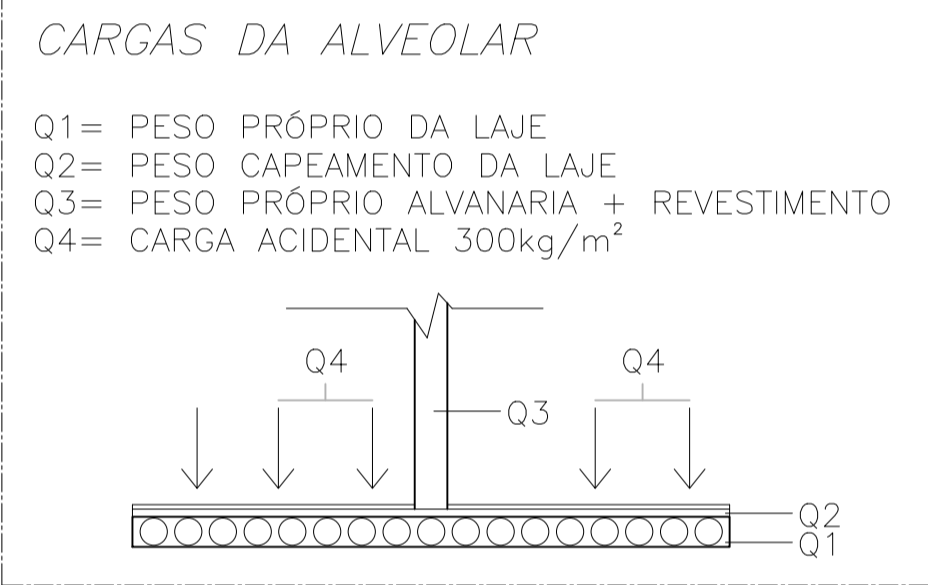 CARGAS DA ALVEOLAR
Q1= PESO PRÓPRIO DA LAJE
Q2= PESO CAPEAMENTO DA LAJE
Q3= PESO PRÓPRIO ALVANARIA + REVESTIMENTO
Q4= CARGA ACIDENTAL 300kg/m²
Q4 Q4
Q3
Q2
Q1